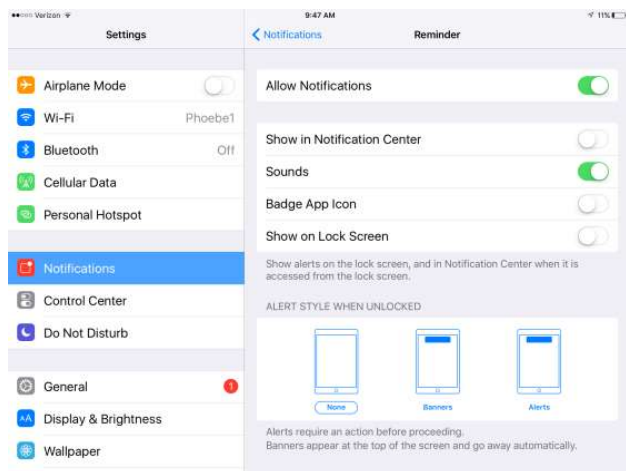 Verizon 9:47 AM 11%
Settings
Notifications Reminder
Airplane Mode
Wi-Fi Phoebe1
Bluetooth Off
Cellular Data
Personal Hotspot
Notifications
Control Center
Do Not Disturb
General 1
Display & Brightness
Wallpaper
Allow Notifications
Show in Notification Center
Sounds
Badge App Icon
Show on Lock Screen
Show alerts on the lock screen, and in Notification Center when it is
accessed from the lock screen.
ALERT STYLE WHEN UNLOCKED
None Banners Alerts
Alerts require an action before proceeding.
Banners appear at the top of the screen and go away automatically.